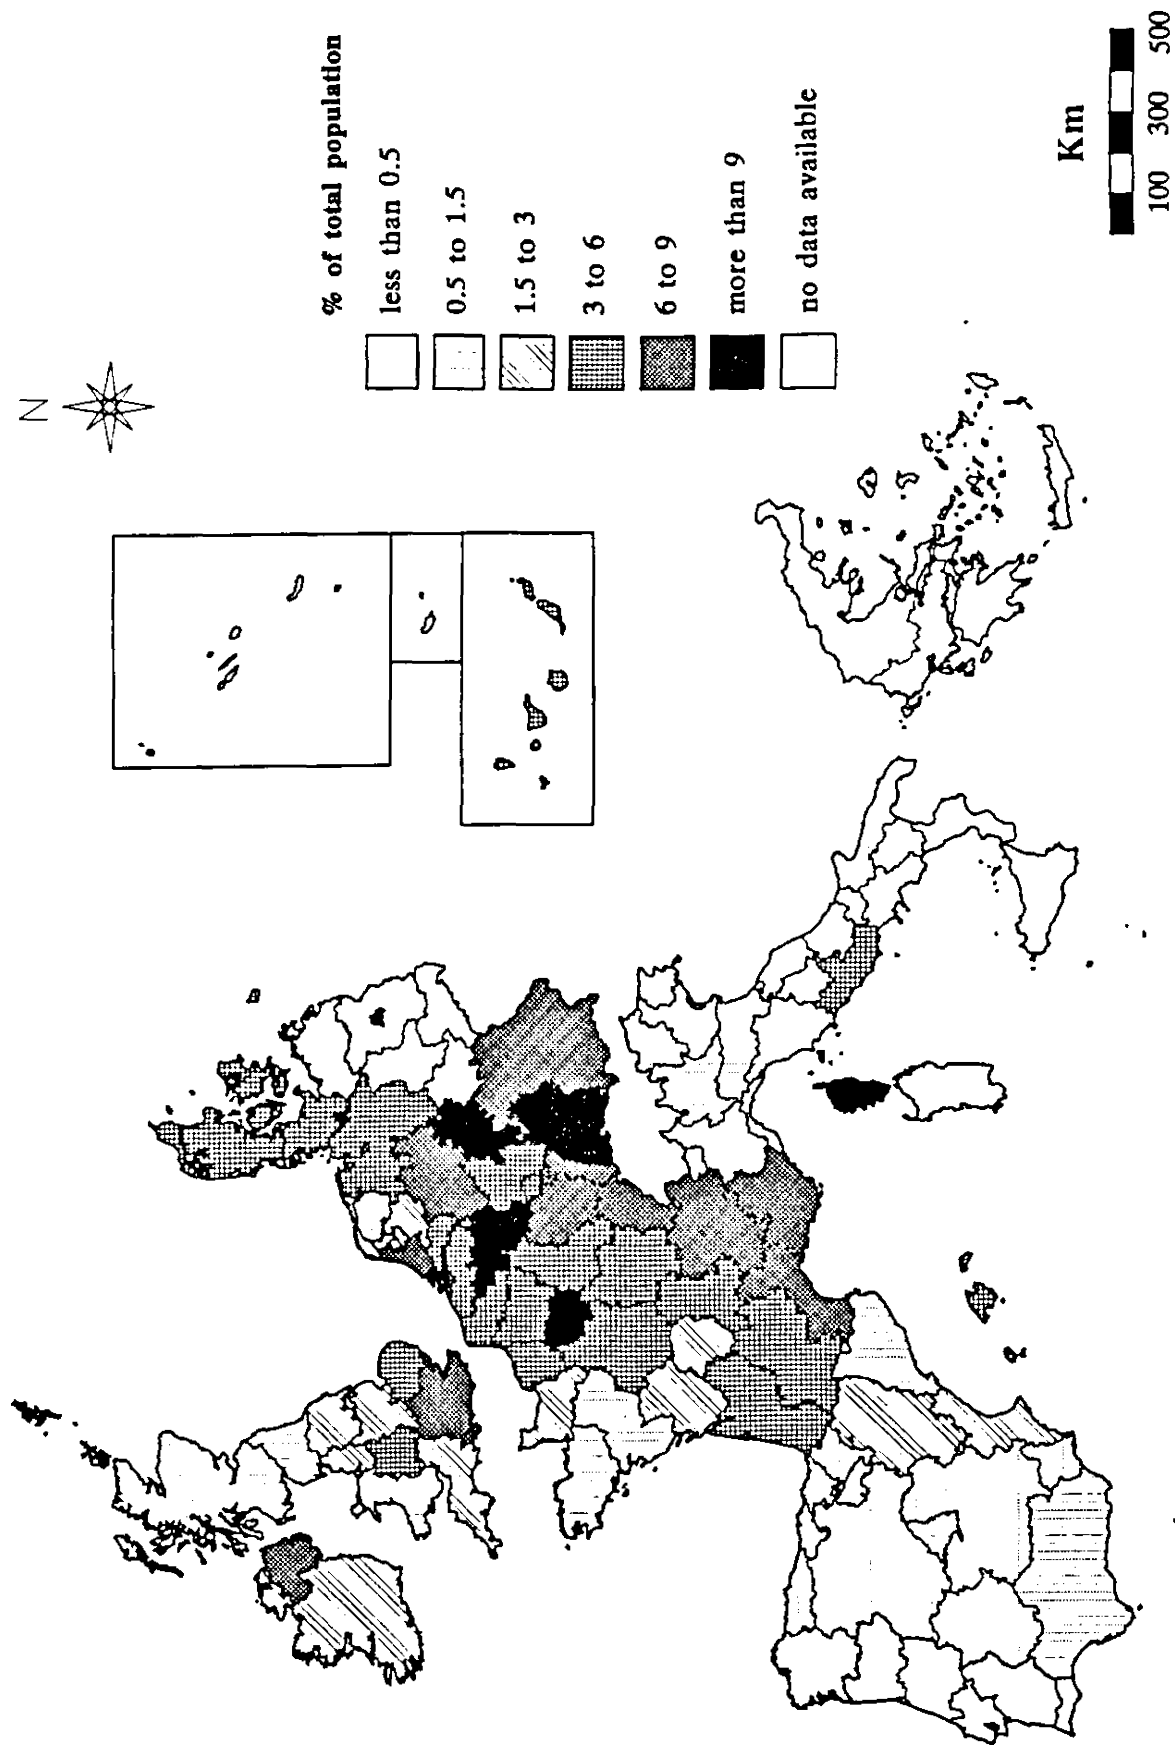 N
% of total population
less than 0.5
0.5 to 1.5
1.5 to 3
3 to 6
6 to 9
more than 9
no data available
Km
100 300 500